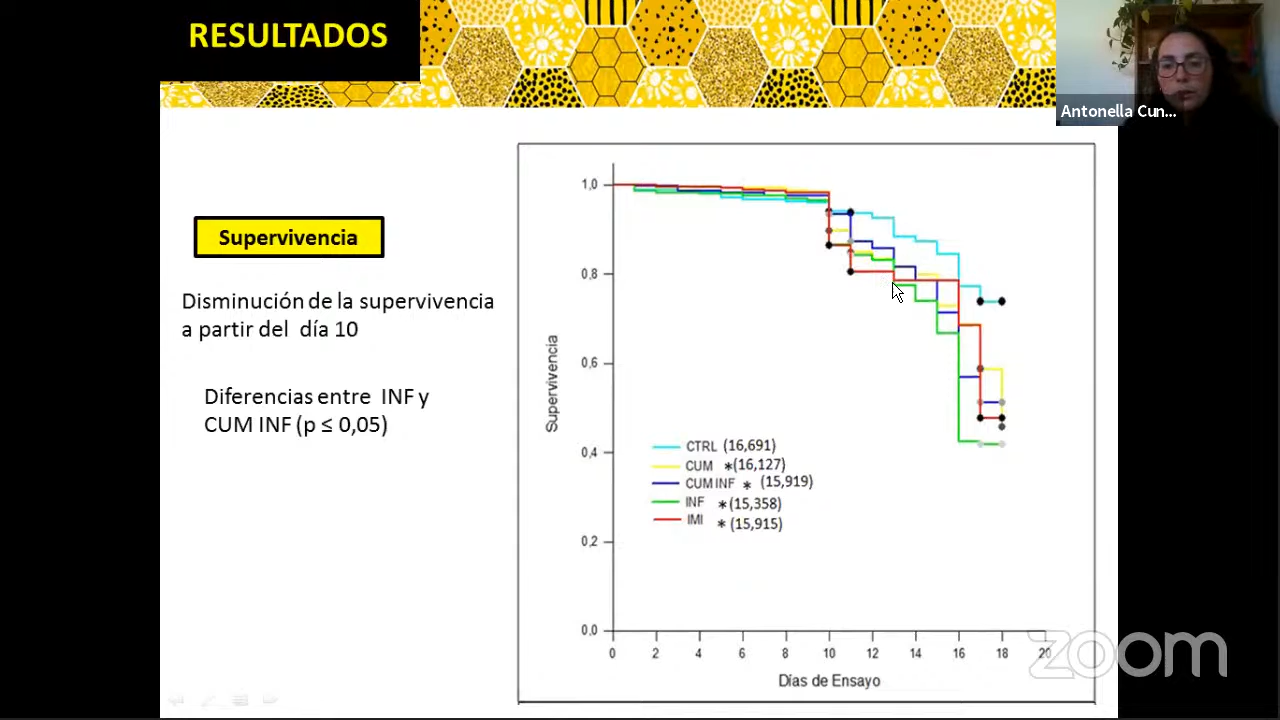 RESULTADOS
Antonella Cun...
Supervivencia
Disminución de la supervivencia
a partir del día 10
Diferencias entre INF y
CUM INF (p ≤ 0,05)
Supervivencia
1,0
0,8
0,6
0,4
0,2
0,0
CTRL (16,691)
CUM *(16,127)
CUM INF * (15,919)
INF *(15,358)
IMI *(15,915)
0 2 4 6 8 10 12 14 16 18 20
Días de Ensayo
zoom